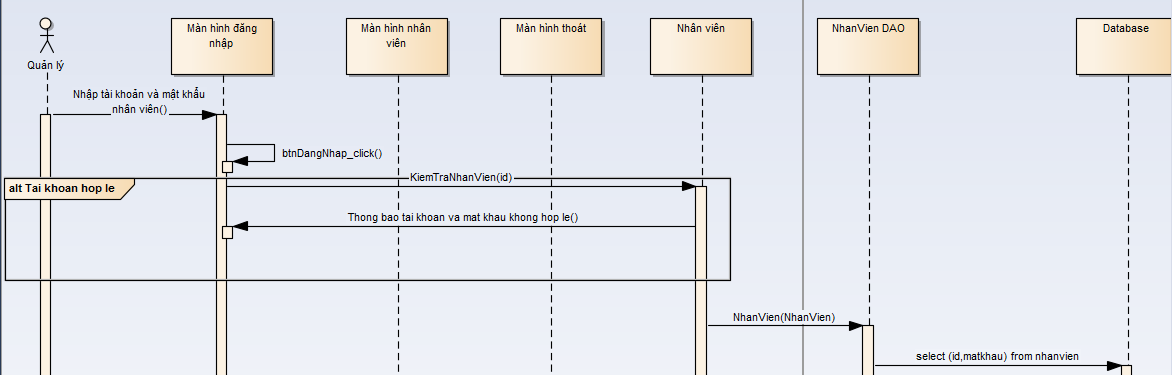 Quản lý
Màn hình đăng
nhập
Màn hình nhân
viên
Màn hình thoát
Nhân viên
NhanVien DAO
Database
Nhập tài khoản và mật khẩu
nhân viên()
btnDangNhap_click()
alt Tai khoan hop le
KiemTraNhanVien(id)
Thong bao tai khoan va mat khau khong hop le()
NhanVien(NhanVien)
select (id,matkhau) from nhanvien